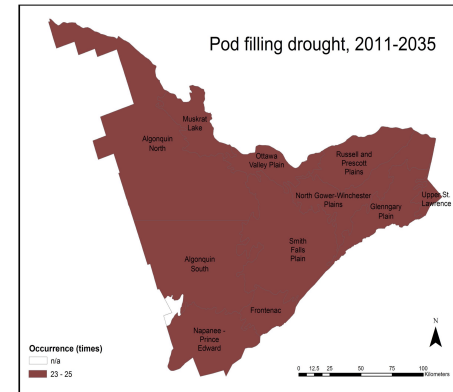 Pod filling drought, 2011-2035
Muskrat
Lake
Algonquin
North
Ottawa
Valley Plain
Russell and
Prescott
Plains
North Gower-Winchester
Plains
Glenngary
Plain
Upper St.
Lawrence
Smith
Falls
Plain
Algonquin
South
Frontenac
Napanee -
Prince
Edward
N
Occurrence (times)
n/a
23 - 25
0 12.5 25 50 75 100
Kilometers